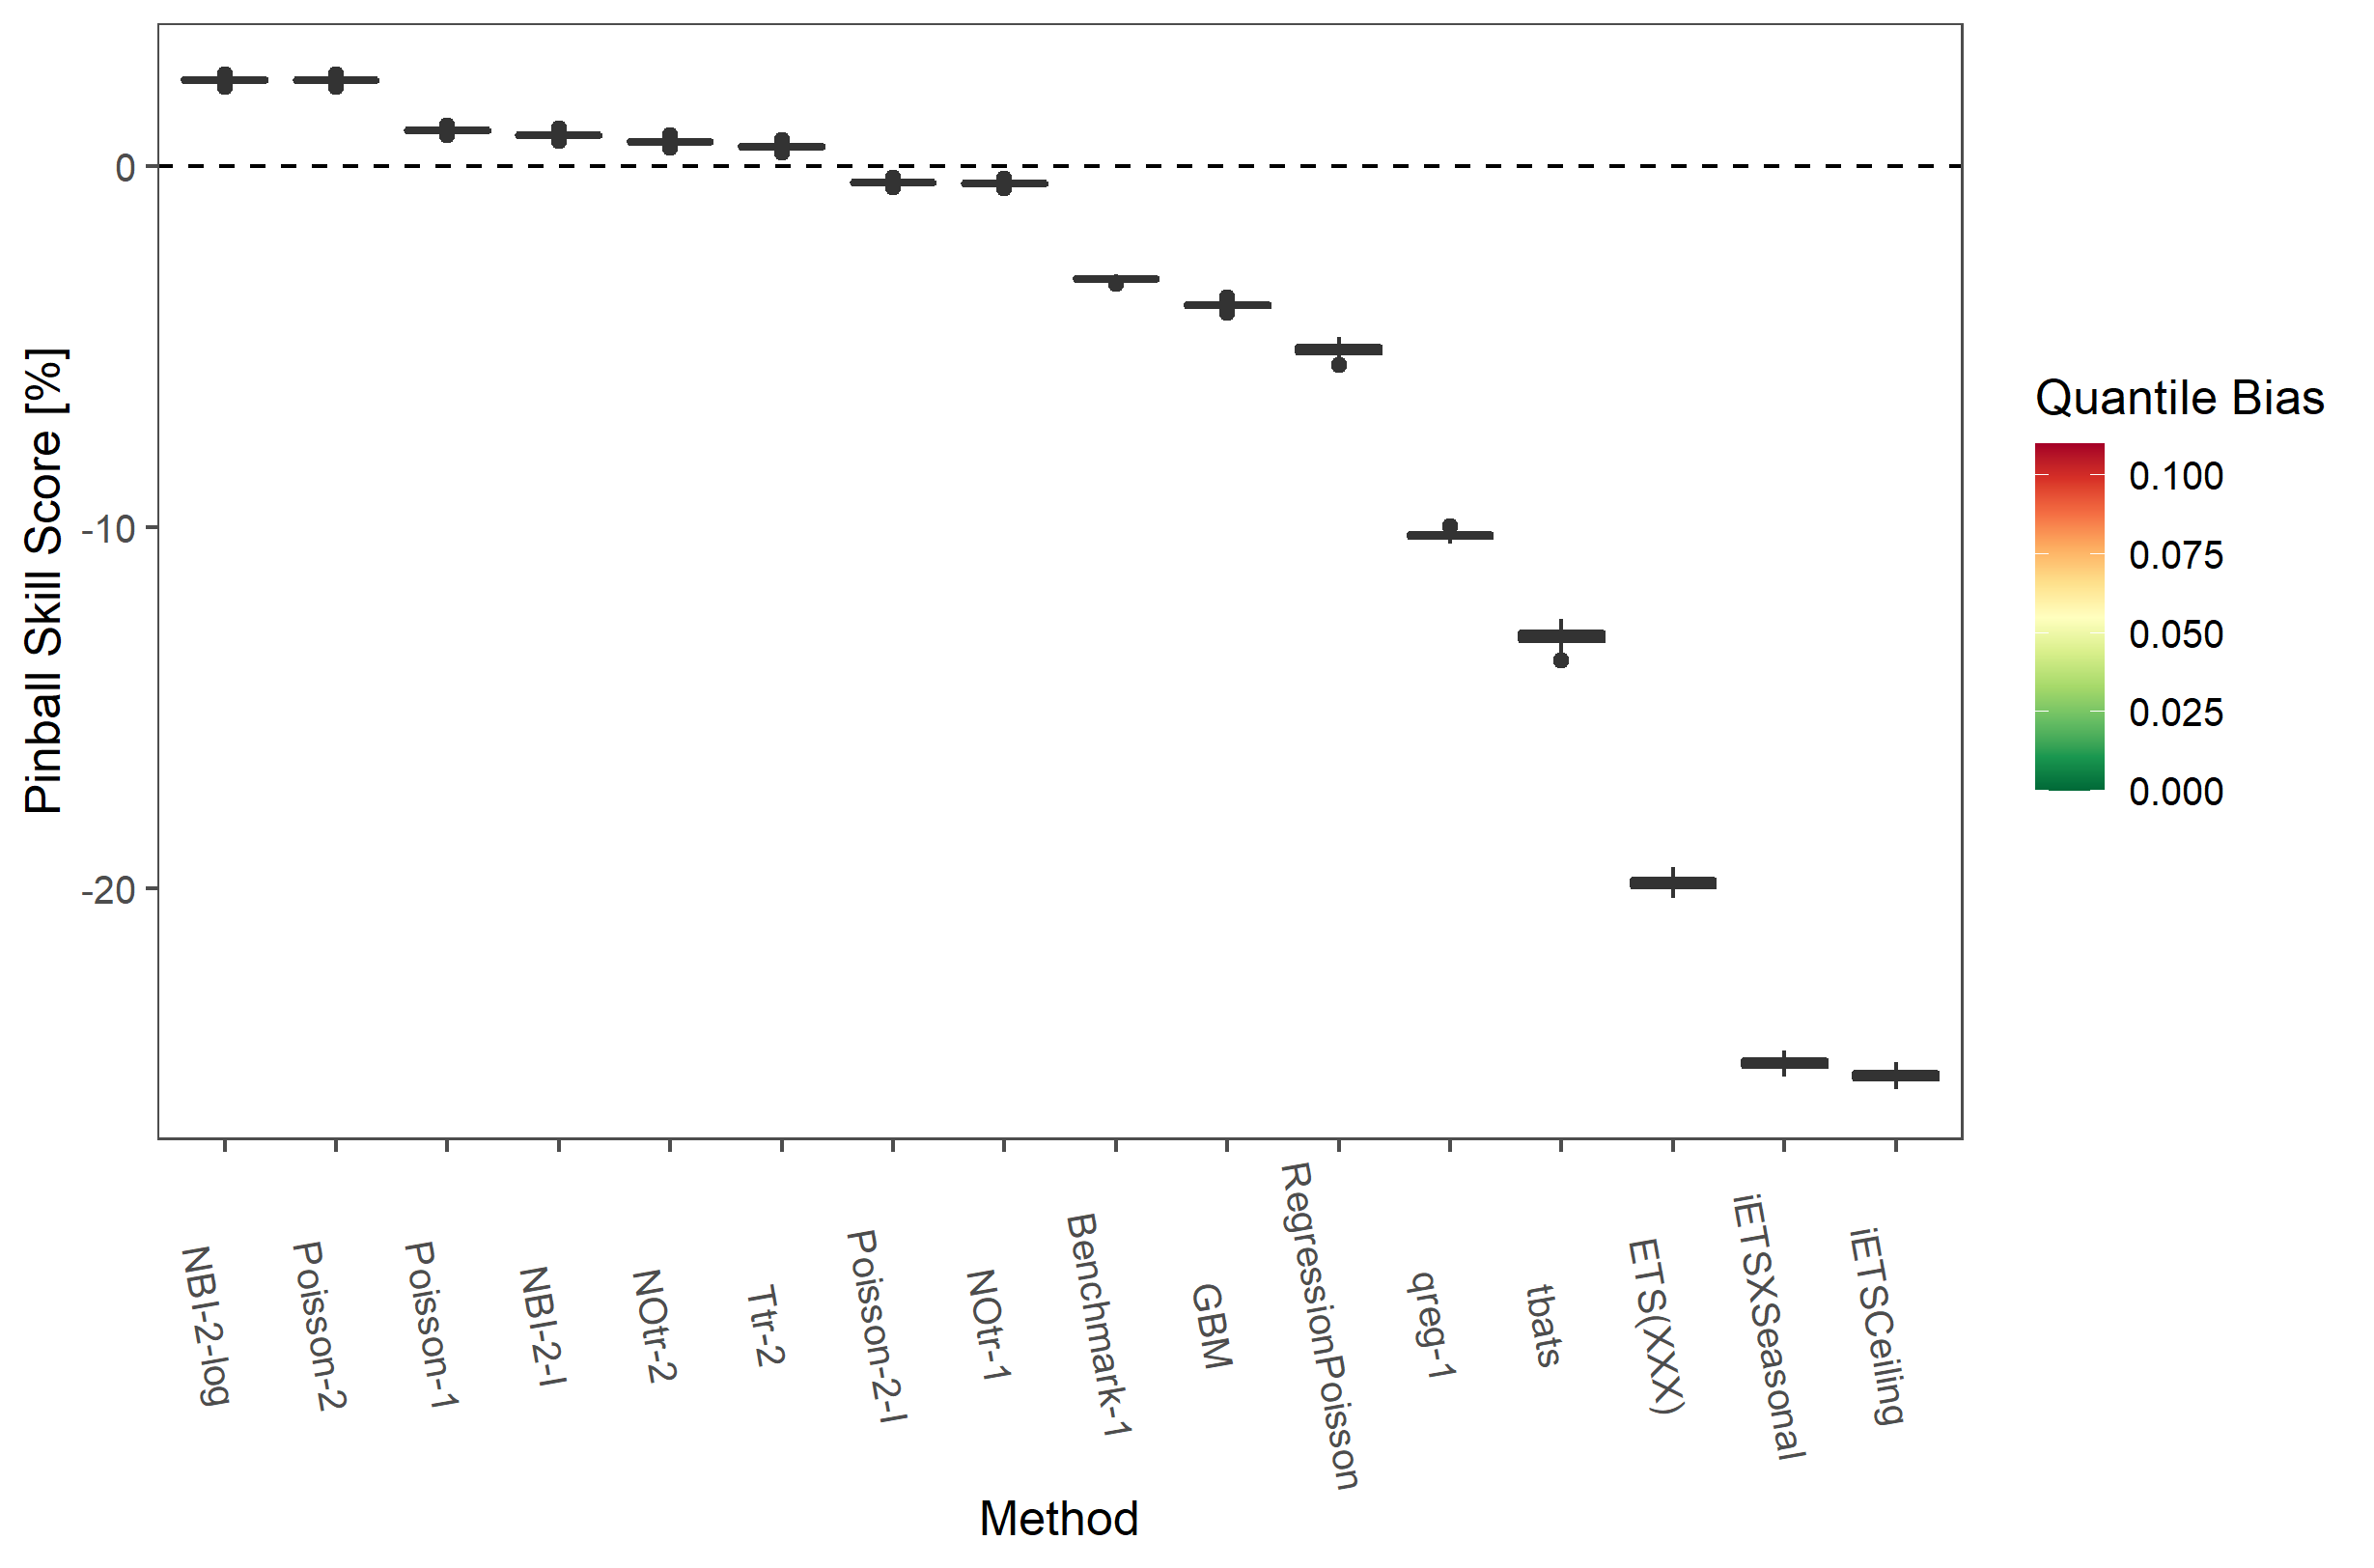 Pinball Skill Score [%]
0
-10
-20
NBI-2-log
Poisson-2
Poisson-1
NBI-2-I
NOtr-2
Ttr-2
Poisson-2-I
NOtr-1
Benchmark-1
GBM
RegressionPoisson
qreg-1
tbats
ETS(XXX)
iETSXSeasonal
iETSCeiling
Method
Quantile Bias
0.100
0.075
0.050
0.025
0.000